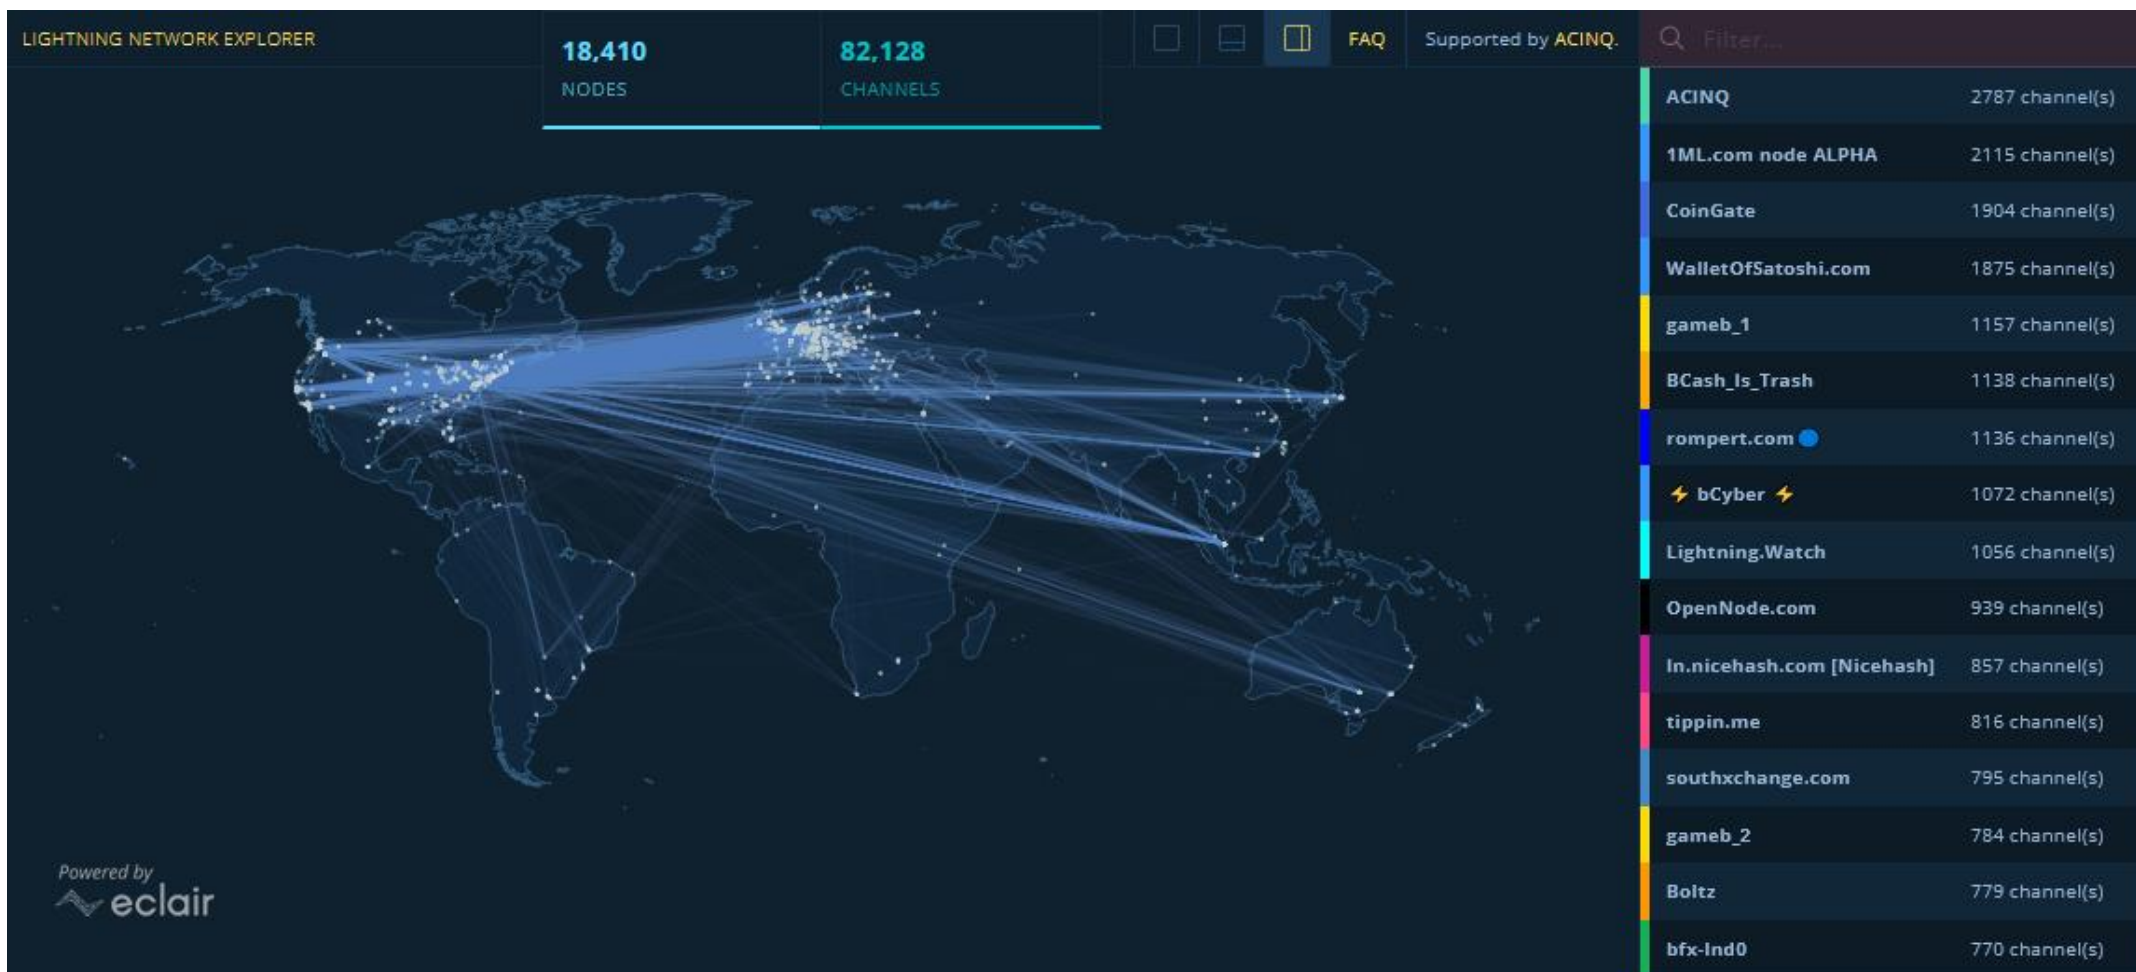 LIGHTNING NETWORK EXPLORER
18,410
NODES
82,128
CHANNELS
FAQ
Supported by ACINQ.
Filter...
ACINQ 2787 channel(s)
1ML.com node ALPHA 2115 channel(s)
CoinGate 1904 channel(s)
WalletOfSatoshi.com 1875 channel(s)
gameb_1 1157 channel(s)
BCash_Is_Trash 1138 channel(s)
rompert.com 🔵 1136 channel(s)
⚡ bCyber ⚡ 1072 channel(s)
Lightning.Watch 1056 channel(s)
OpenNode.com 939 channel(s)
ln.nicehash.com [Nicehash] 857 channel(s)
tippin.me 816 channel(s)
southxchange.com 795 channel(s)
gameb_2 784 channel(s)
Boltz 779 channel(s)
bfx-lnd0 770 channel(s)
Powered by
eclair